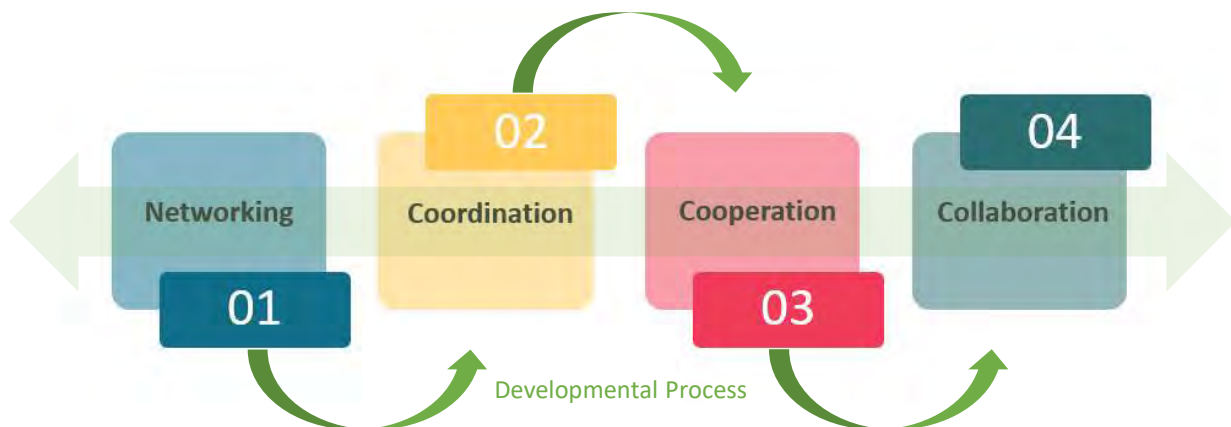 02
04
Networking
Coordination
Cooperation
Collaboration
01
03
Developmental Process